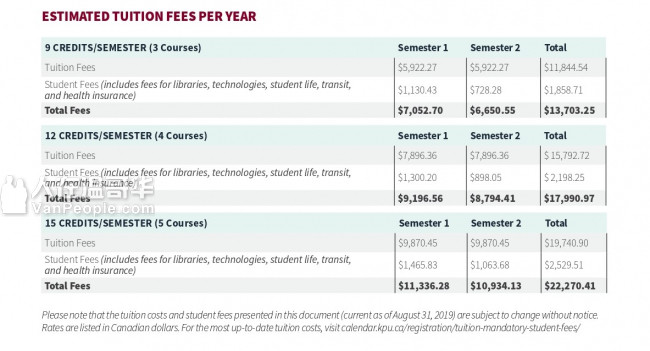 ESTIMATED TUITION FEES PER YEAR
9 CREDITS/SEMESTER (3 Courses) Semester 1 Semester 2 Total
Tuition Fees $5,922.27 $5,922.27 $11,844.54
Student Fees (includes fees for libraries, technologies, student life, transit, and health insurance) $1,130.43 $728.28 $1,858.71
Total Fees $7,052.70 $6,650.55 $13,703.25
12 CREDITS/SEMESTER (4 Courses) Semester 1 Semester 2 Total
Tuition Fees $7,896.36 $7,896.36 $15,792.72
Student Fees (includes fees for libraries, technologies, student life, transit, and health insurance) $1,300.20 $898.05 $2,198.25
Total Fees $9,196.56 $8,794.41 $17,990.97
人在温哥华
VanPeople.com
15 CREDITS/SEMESTER (5 Courses) Semester 1 Semester 2 Total
Tuition Fees $9,870.45 $9,870.45 $19,740.90
Student Fees (includes fees for libraries, technologies, student life, transit, and health insurance) $1,465.83 $1,063.68 $2,529.51
Total Fees $11,336.28 $10,934.13 $22,270.41
Please note that the tuition costs and student fees presented in this document (current as of August 31, 2019) are subject to change without notice.
Rates are listed in Canadian dollars. For the most up-to-date tuition costs, visit calendar.kpu.ca/registration/tuition-mandatory-student-fees/